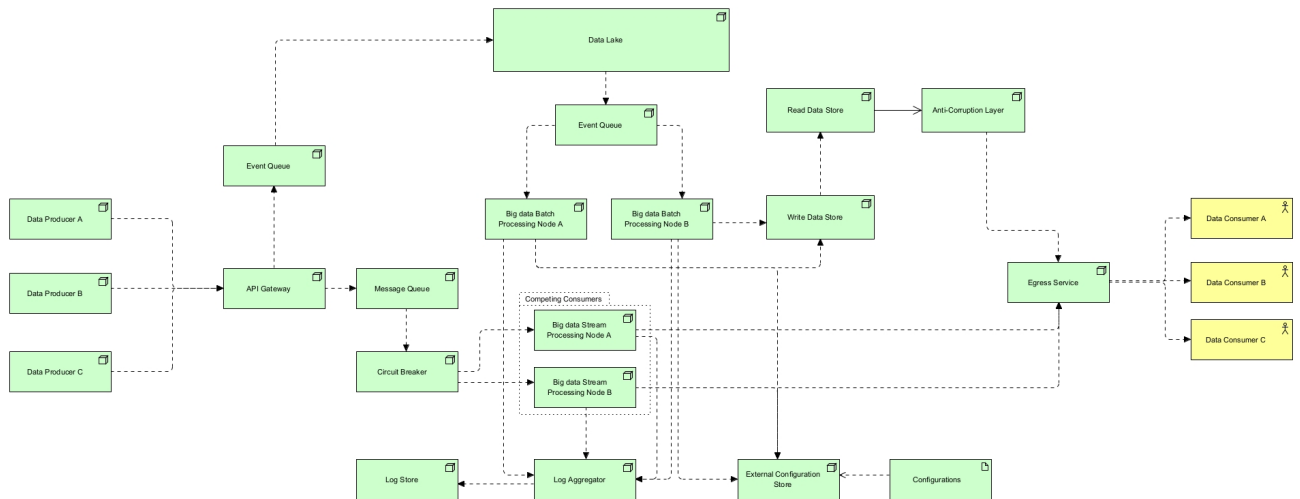 Data Lake
Event Queue
Read Data Store
Anti-Corruption Layer
Event Queue
Data Producer A
Big data Batch
Processing Node A
Big data Batch
Processing Node B
Write Data Store
Data Consumer A
Data Producer B
API Gateway
Message Queue
Egress Service
Data Consumer B
Competing Consumers
Big data Stream
Processing Node A
Data Consumer C
Data Producer C
Circuit Breaker
Big data Stream
Processing Node B
Log Store
Log Aggregator
External Configuration
Store
Configurations